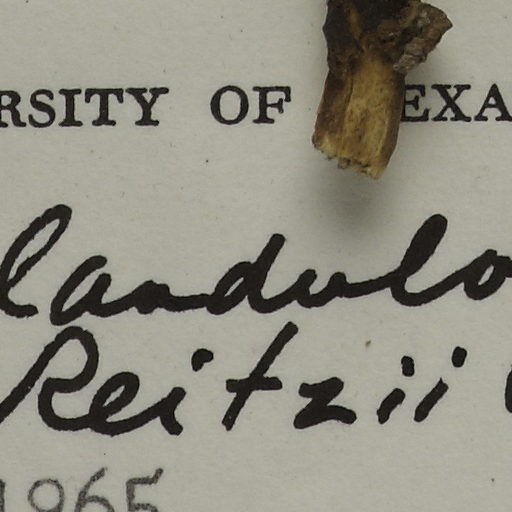 RSITY OF EXA
landulo
Reitzii
1965